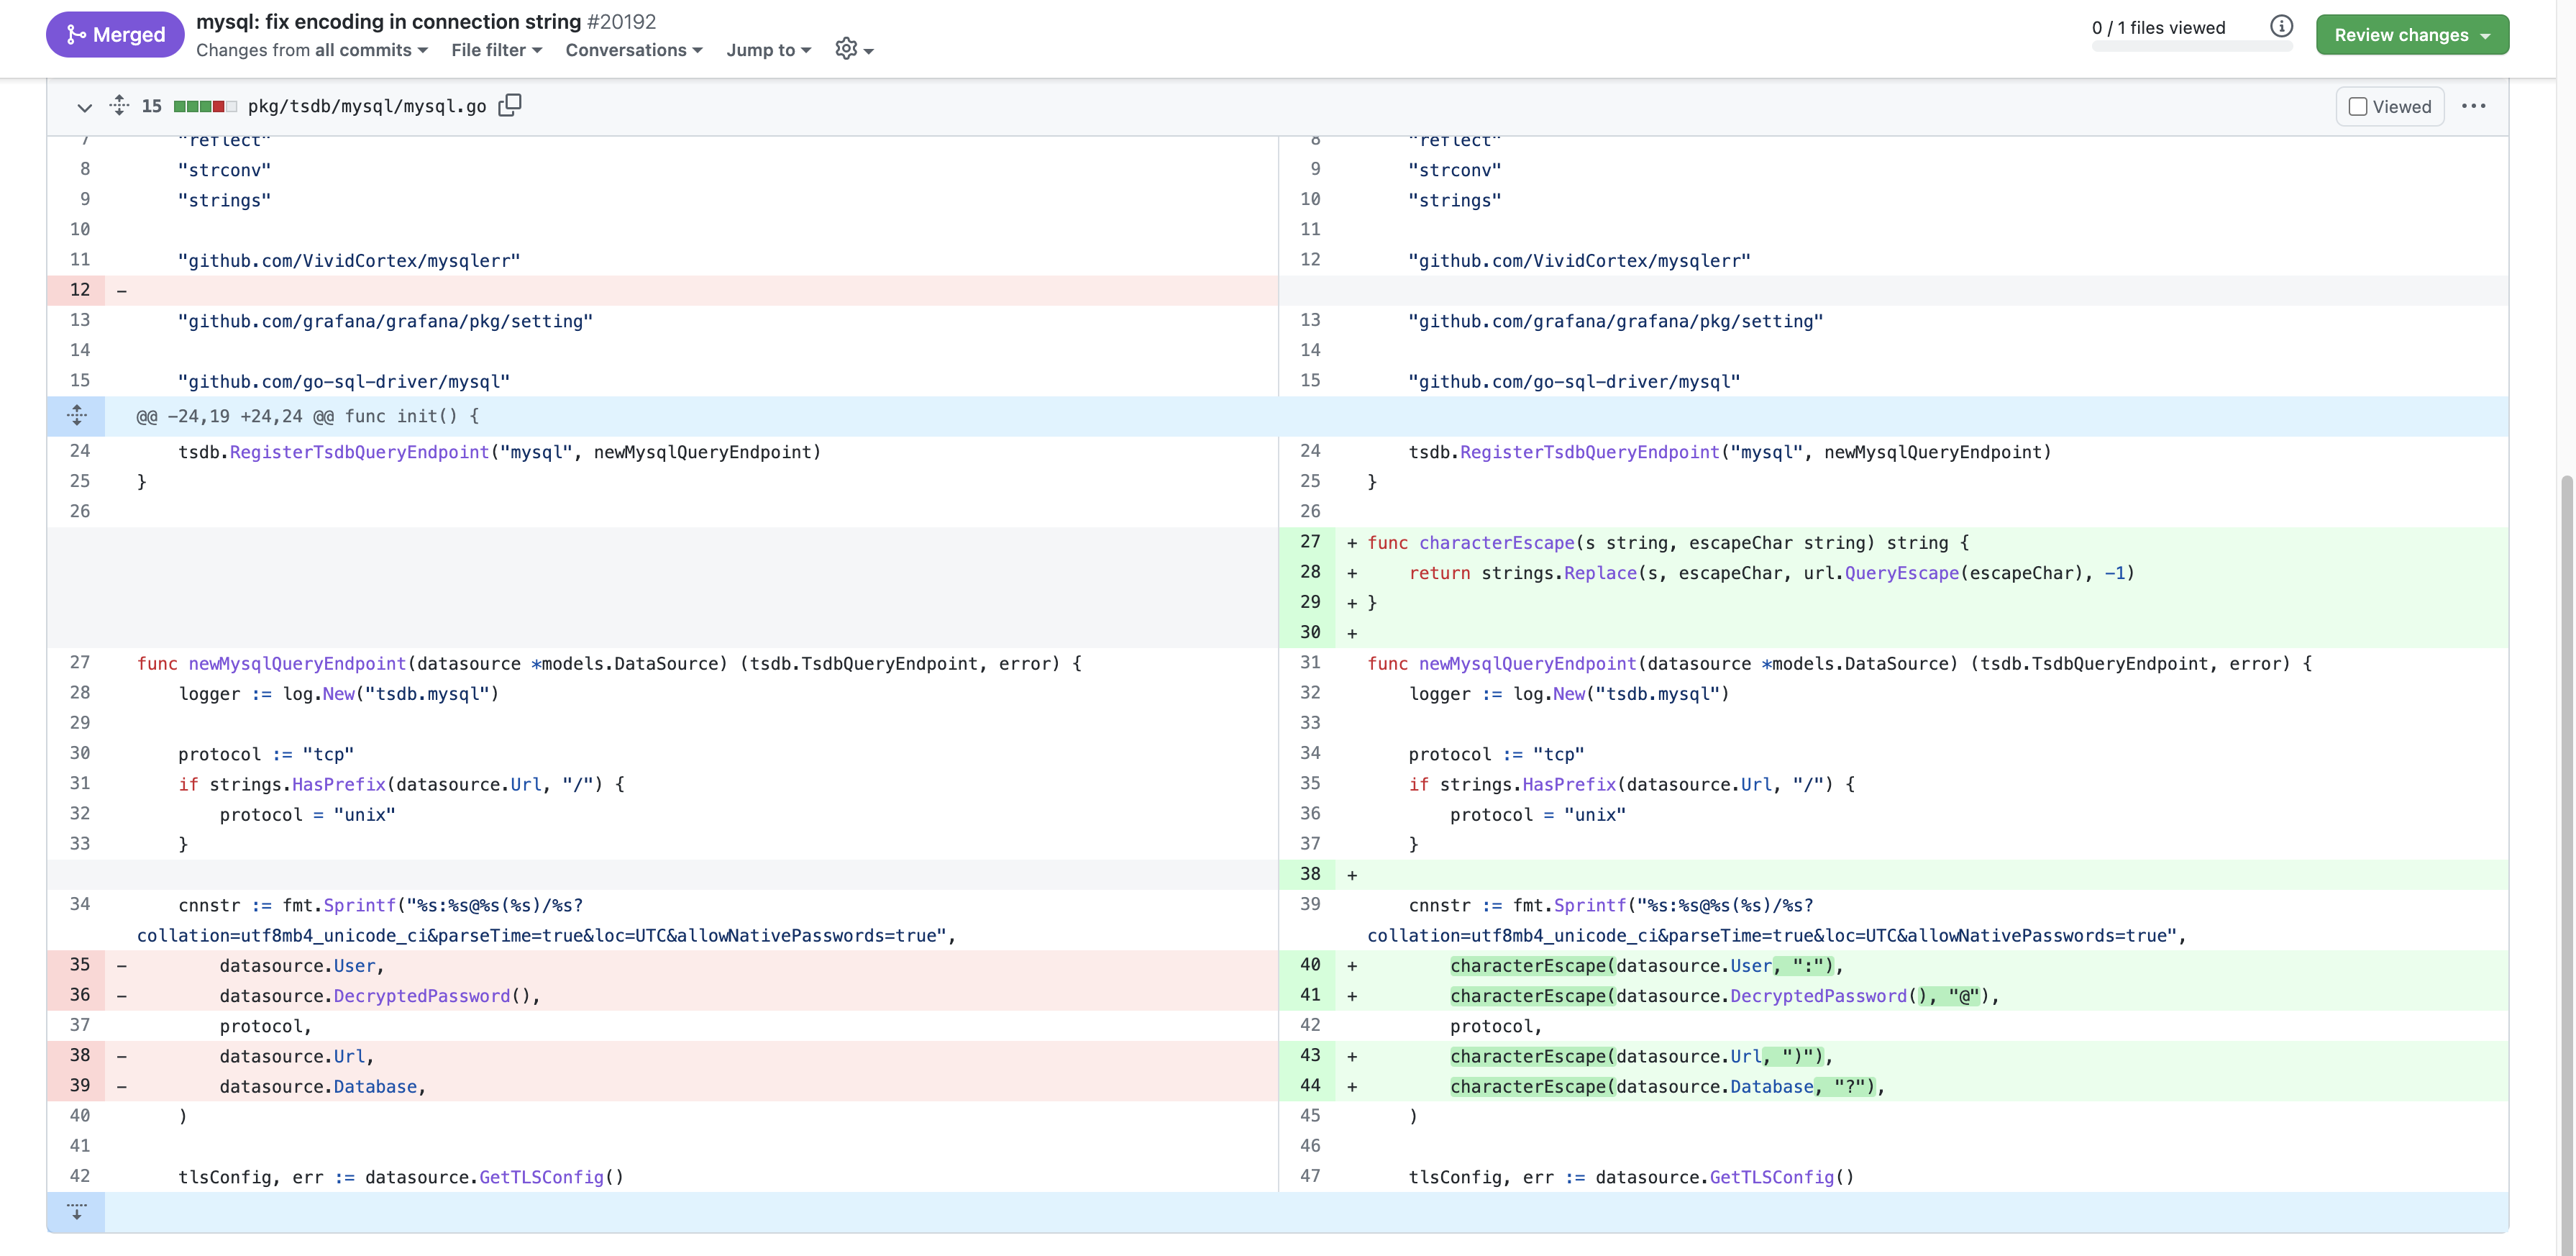 Merged
mysql: fix encoding in connection string #20192
Changes from all commits File filter Conversations Jump to
0 / 1 files viewed
Review changes
15 pkg/tsdb/mysql/mysql.go
Viewed
7 "reflect"
8 "strconv"
9 "strings"
10
11 "github.com/VividCortex/mysqlerr"
12 -
13 "github.com/grafana/grafana/pkg/setting"
14
15 "github.com/go-sql-driver/mysql"
@@ -24,19 +24,24 @@ func init() {
24 tsdb.RegisterTsdbQueryEndpoint("mysql", newMysqlQueryEndpoint)
25 }
26
27 func newMysqlQueryEndpoint(datasource *models.DataSource) (tsdb.TsdbQueryEndpoint, error) {
28 logger := log.New("tsdb.mysql")
29
30 protocol := "tcp"
31 if strings.HasPrefix(datasource.Url, "/") {
32 protocol = "unix"
33 }
34 cnnstr := fmt.Sprintf("%s:%s@%s(%s)/%s?
collation=utf8mb4_unicode_ci&parseTime=true&loc=UTC&allowNativePasswords=true",
35 - datasource.User,
36 - datasource.DecryptedPassword(),
37 protocol,
38 - datasource.Url,
39 - datasource.Database,
40 )
41
42 tlsConfig, err := datasource.GetTLSConfig()
8 "reflect"
9 "strconv"
10 "strings"
11
12 "github.com/VividCortex/mysqlerr"
13 "github.com/grafana/grafana/pkg/setting"
14
15 "github.com/go-sql-driver/mysql"
24 tsdb.RegisterTsdbQueryEndpoint("mysql", newMysqlQueryEndpoint)
25 }
26
27 + func characterEscape(s string, escapeChar string) string {
28 + return strings.Replace(s, escapeChar, url.QueryEscape(escapeChar), -1)
29 + }
30 +
31 func newMysqlQueryEndpoint(datasource *models.DataSource) (tsdb.TsdbQueryEndpoint, error) {
32 logger := log.New("tsdb.mysql")
33
34 protocol := "tcp"
35 if strings.HasPrefix(datasource.Url, "/") {
36 protocol = "unix"
37 }
38 +
39 cnnstr := fmt.Sprintf("%s:%s@%s(%s)/%s?
collation=utf8mb4_unicode_ci&parseTime=true&loc=UTC&allowNativePasswords=true",
40 + characterEscape(datasource.User, ":"),
41 + characterEscape(datasource.DecryptedPassword(), "@"),
42 protocol,
43 + characterEscape(datasource.Url, ")"),
44 + characterEscape(datasource.Database, "?"),
45 )
46
47 tlsConfig, err := datasource.GetTLSConfig()